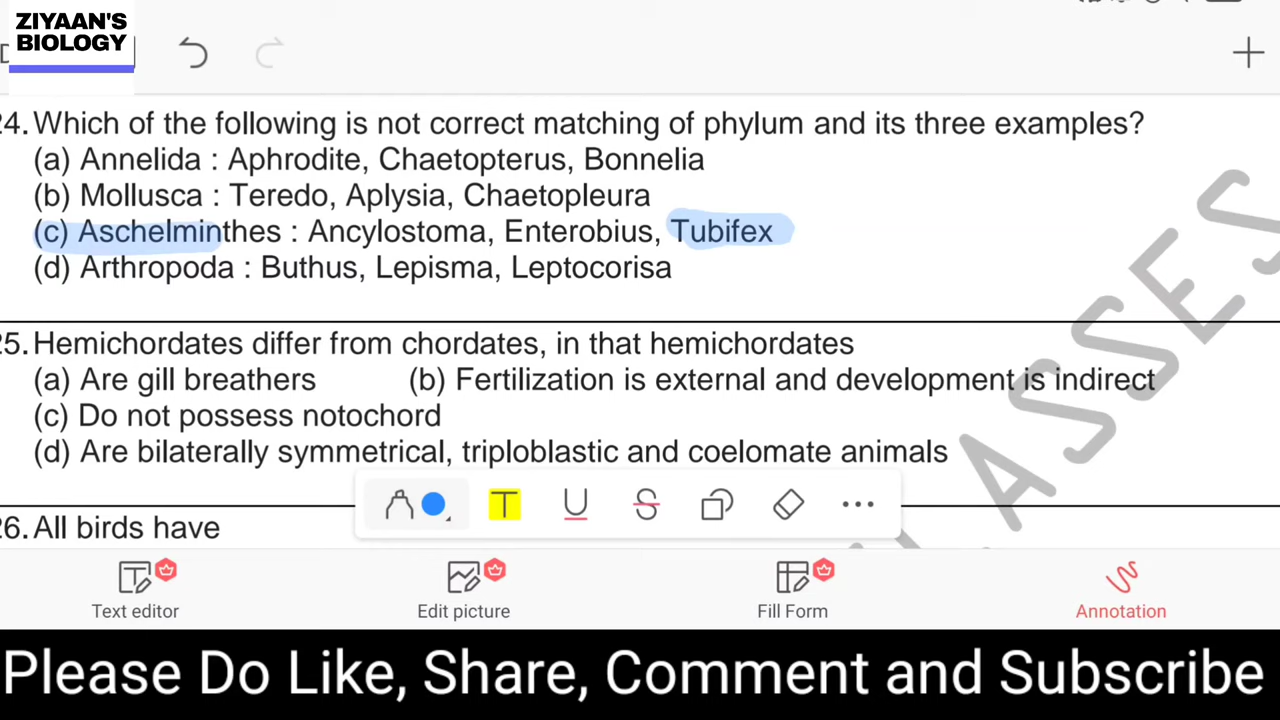 ZIYAAN'S
BIOLOGY
24. Which of the following is not correct matching of phylum and its three examples?
(a) Annelida : Aphrodite, Chaetopterus, Bonnelia
(b) Mollusca : Teredo, Aplysia, Chaetopleura
(c) Aschelminthes : Ancylostoma, Enterobius, Tubifex
(d) Arthropoda : Buthus, Lepisma, Leptocorisa
25. Hemichordates differ from chordates, in that hemichordates
(a) Are gill breathers (b) Fertilization is external and development is indirect
(c) Do not possess notochord
(d) Are bilaterally symmetrical, triploblastic and coelomate animals
T U S
26. All birds have
LASSES
Text editor Edit picture Fill Form Annotation
Please Do Like, Share, Comment and Subscribe